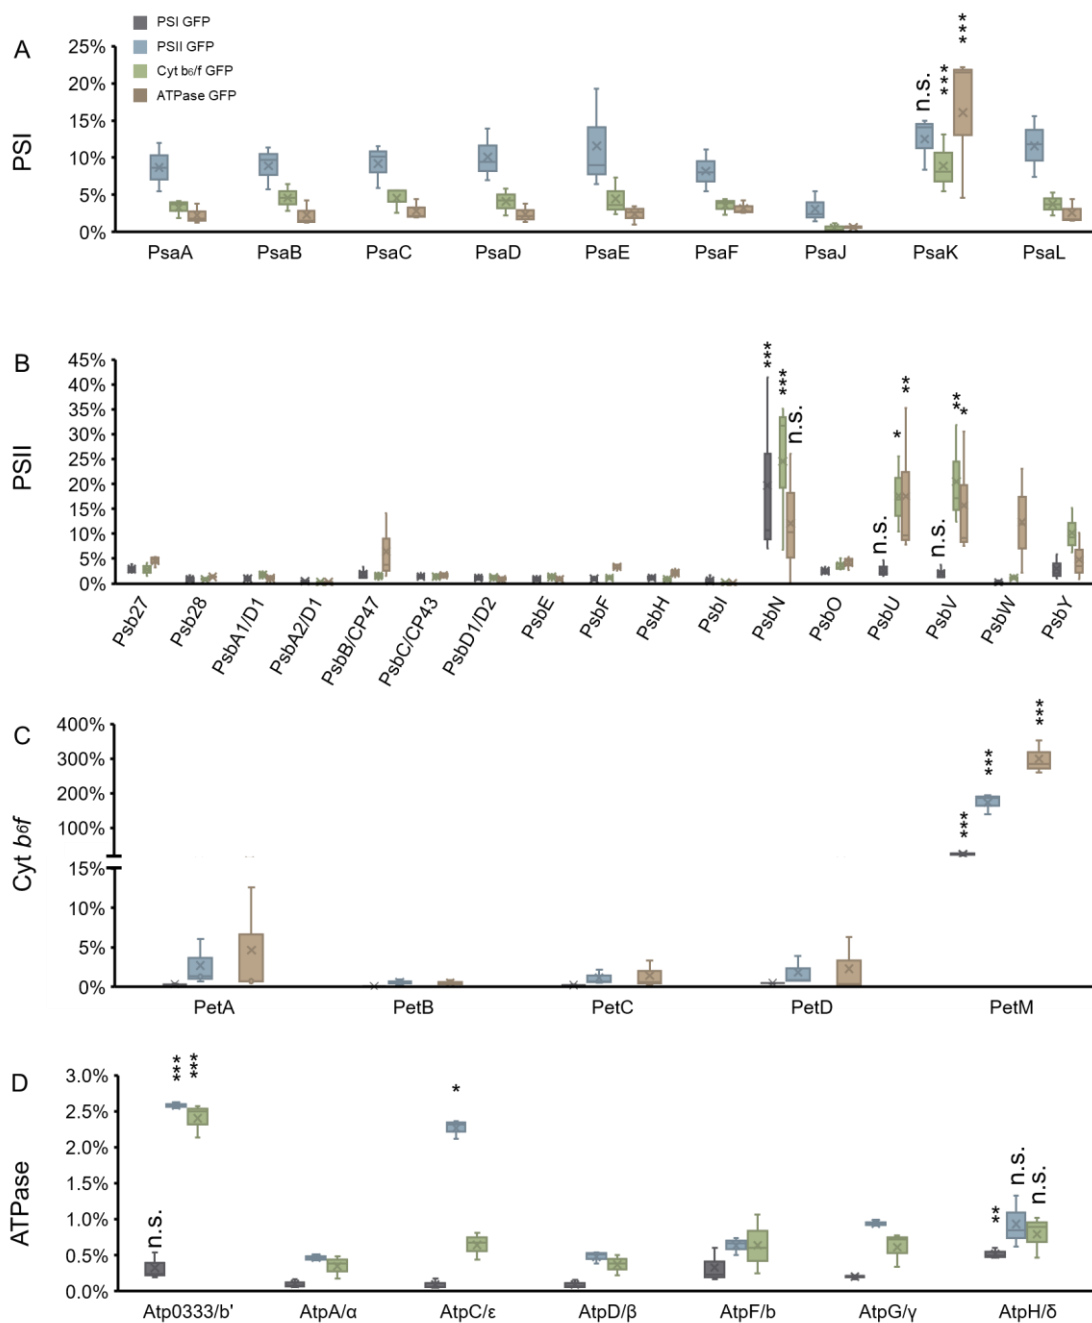 A
PSI GFP
PSII GFP
Cyt b6/f GFP
ATPase GFP
PSI
25%
20%
15%
10%
5%
0%
n.s.
***
***
PsaA PsaB PsaC PsaD PsaE PsaF PsaJ PsaK PsaL
B
PSII
45%
40%
35%
30%
25%
20%
15%
10%
5%
0%
***
***
n.s.
n.s.
*
**
n.s.
**
*
Psb27 Psb28 PsbA1/D1 PsbA2/D1 PsbB/CP47 PsbC/CP43 PsbD1/D2 PsbE PsbF PsbH PsbI PsbN PsbO PsbU PsbV PsbW PsbY
C
Cyt b6f
400%
300%
200%
100%
15%
10%
5%
0%
***
***
***
PetA PetB PetC PetD PetM
D
ATPase
3.0%
2.5%
2.0%
1.5%
1.0%
0.5%
0.0%
n.s.
***
***
*
**
n.s.
n.s.
Atp0333/b' AtpA/α AtpC/ε AtpD/β AtpF/b AtpG/γ AtpH/δ